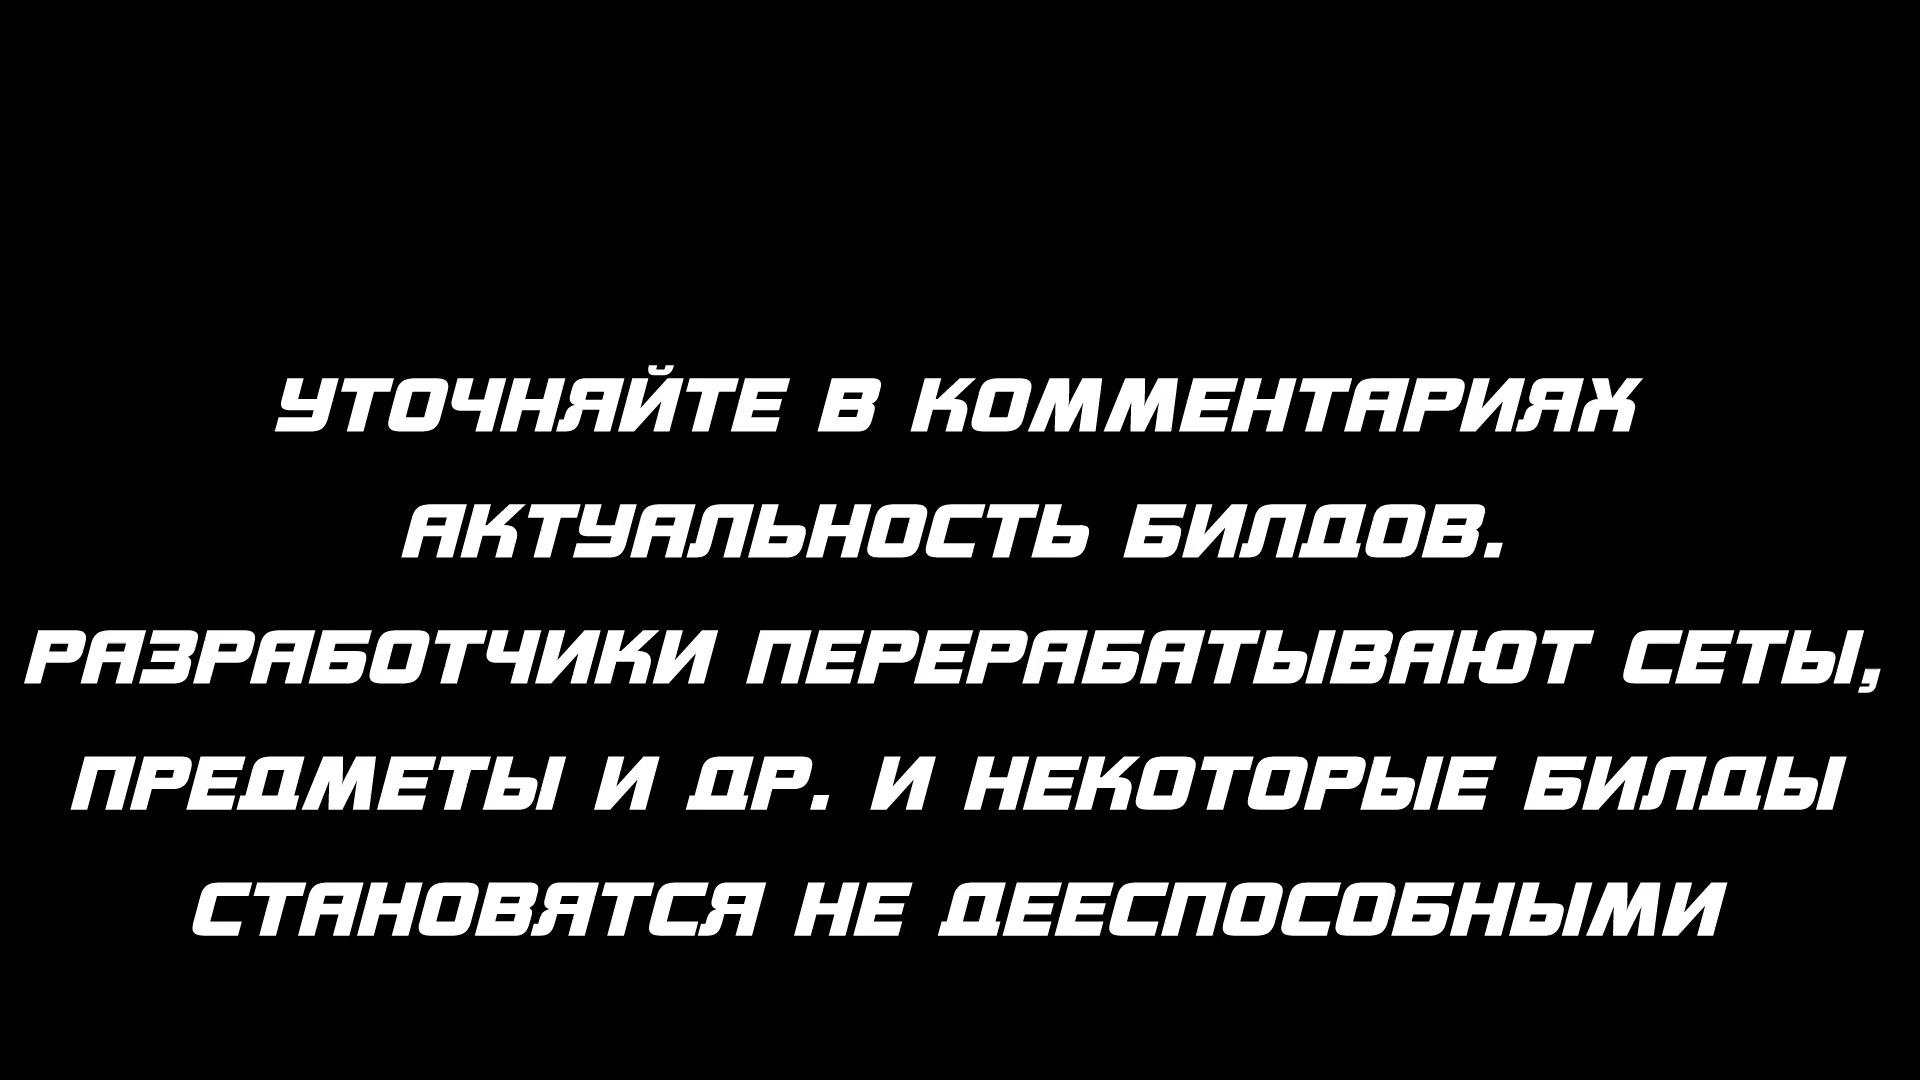 УТОЧНЯЙТЕ В КОММЕНТАРИЯХ
АКТУАЛЬНОСТЬ БИЛДОВ.
РАЗРАБОТЧИКИ ПЕРЕРАБАТЫВАЮТ СЕТЫ,
ПРЕДМЕТЫ И ДР. И НЕКОТОРЫЕ БИЛДЫ
СТАНОВЯТСЯ НЕ ДЕЕСПОСОБНЫМИ